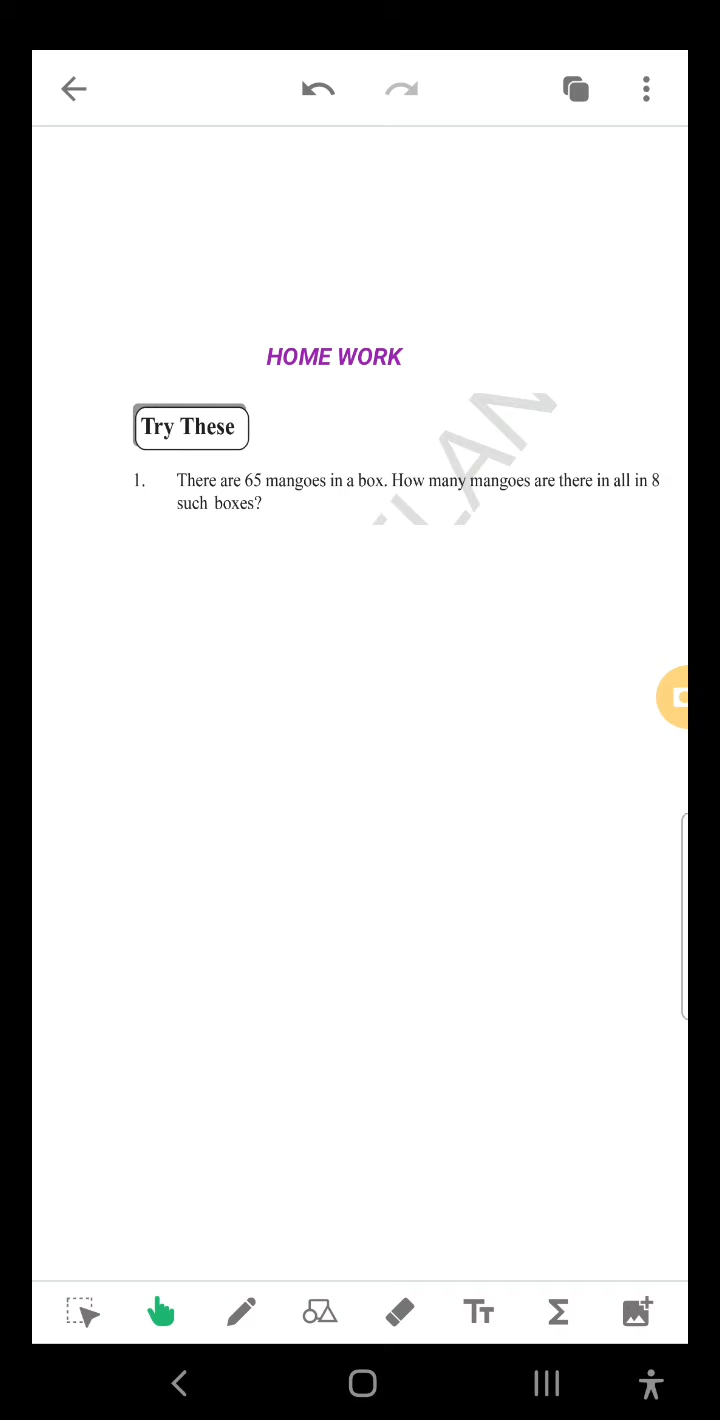 HOME WORK
Try These
1. There are 65 mangoes in a box. How many mangoes are there in all in 8
such boxes?
TT
Σ